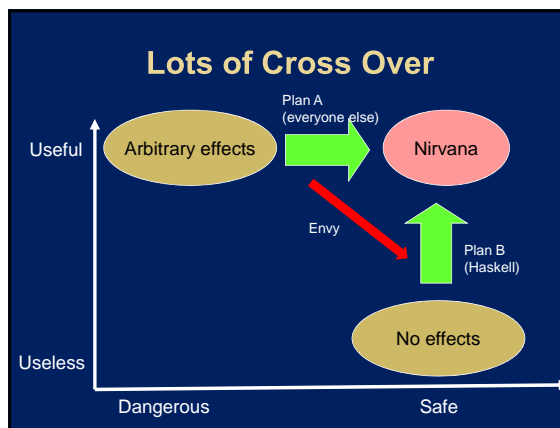 Lots of Cross Over
Plan A
(everyone else)
Useful
Arbitrary effects
Nirvana
Envy
Plan B
(Haskell)
No effects
Useless
Dangerous
Safe